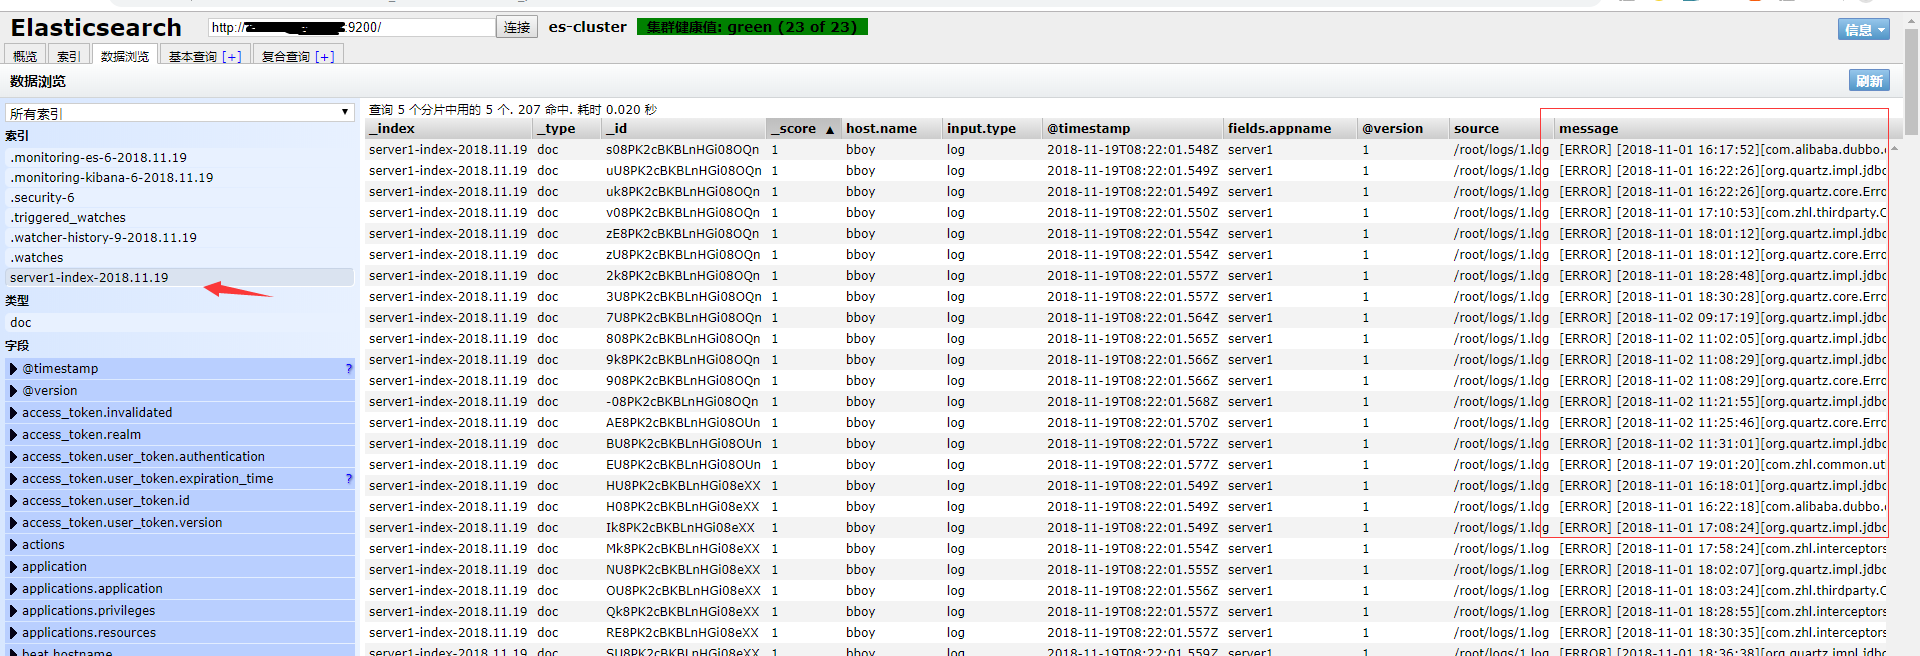 Elasticsearch http:// :9200/ 连接 es-cluster 集群健康值: green (23 of 23) 信息
概览 索引 数据浏览 基本查询 [+] 复合查询 [+]
数据浏览 刷新
所有索引
索引
.monitoring-es-6-2018.11.19
.monitoring-kibana-6-2018.11.19
.security-6
.triggered_watches
.watcher-history-9-2018.11.19
.watches
server1-index-2018.11.19
类型
doc
字段
@timestamp ?
@version
access_token.invalidated
access_token.realm
access_token.user_token.authentication
access_token.user_token.expiration_time ?
access_token.user_token.id
access_token.user_token.version
actions
application
applications.application
applications.privileges
applications.resources
beat.hostname
查询 5 个分片中用的 5 个. 207 命中. 耗时 0.020 秒
_index _type _id _score ▲ host.name input.type @timestamp fields.appname @version source message
server1-index-2018.11.19 doc s08PK2cBKBLnHGi08OQn 1 bboy log 2018-11-19T08:22:01.548Z server1 1 /root/logs/1.log [ERROR] [2018-11-01 16:17:52][com.alibaba.dubbo.
server1-index-2018.11.19 doc uU8PK2cBKBLnHGi08OQn 1 bboy log 2018-11-19T08:22:01.549Z server1 1 /root/logs/1.log [ERROR] [2018-11-01 16:22:26][org.quartz.impl.jdbc
server1-index-2018.11.19 doc uk8PK2cBKBLnHGi08OQn 1 bboy log 2018-11-19T08:22:01.549Z server1 1 /root/logs/1.log [ERROR] [2018-11-01 16:22:26][org.quartz.core.Erro
server1-index-2018.11.19 doc v08PK2cBKBLnHGi08OQn 1 bboy log 2018-11-19T08:22:01.550Z server1 1 /root/logs/1.log [ERROR] [2018-11-01 17:10:53][com.zhl.thirdparty.C
server1-index-2018.11.19 doc zE8PK2cBKBLnHGi08OQn 1 bboy log 2018-11-19T08:22:01.554Z server1 1 /root/logs/1.log [ERROR] [2018-11-01 18:01:12][org.quartz.impl.jdbc
server1-index-2018.11.19 doc zU8PK2cBKBLnHGi08OQn 1 bboy log 2018-11-19T08:22:01.554Z server1 1 /root/logs/1.log [ERROR] [2018-11-01 18:01:12][org.quartz.core.Erro
server1-index-2018.11.19 doc 2k8PK2cBKBLnHGi08OQn 1 bboy log 2018-11-19T08:22:01.557Z server1 1 /root/logs/1.log [ERROR] [2018-11-01 18:28:48][org.quartz.impl.jdbc
server1-index-2018.11.19 doc 3U8PK2cBKBLnHGi08OQn 1 bboy log 2018-11-19T08:22:01.557Z server1 1 /root/logs/1.log [ERROR] [2018-11-01 18:30:28][org.quartz.core.Erro
server1-index-2018.11.19 doc 7U8PK2cBKBLnHGi08OQn 1 bboy log 2018-11-19T08:22:01.564Z server1 1 /root/logs/1.log [ERROR] [2018-11-02 09:17:19][org.quartz.impl.jdbc
server1-index-2018.11.19 doc 808PK2cBKBLnHGi08OQn 1 bboy log 2018-11-19T08:22:01.565Z server1 1 /root/logs/1.log [ERROR] [2018-11-02 11:02:05][org.quartz.impl.jdbc
server1-index-2018.11.19 doc 9k8PK2cBKBLnHGi08OQn 1 bboy log 2018-11-19T08:22:01.566Z server1 1 /root/logs/1.log [ERROR] [2018-11-02 11:08:29][org.quartz.impl.jdbc
server1-index-2018.11.19 doc 908PK2cBKBLnHGi08OQn 1 bboy log 2018-11-19T08:22:01.566Z server1 1 /root/logs/1.log [ERROR] [2018-11-02 11:08:29][org.quartz.core.Erro
server1-index-2018.11.19 doc -08PK2cBKBLnHGi08OQn 1 bboy log 2018-11-19T08:22:01.568Z server1 1 /root/logs/1.log [ERROR] [2018-11-02 11:21:55][org.quartz.impl.jdbc
server1-index-2018.11.19 doc AE8PK2cBKBLnHGi08OUn 1 bboy log 2018-11-19T08:22:01.570Z server1 1 /root/logs/1.log [ERROR] [2018-11-02 11:25:46][org.quartz.core.Erro
server1-index-2018.11.19 doc BU8PK2cBKBLnHGi08OUn 1 bboy log 2018-11-19T08:22:01.572Z server1 1 /root/logs/1.log [ERROR] [2018-11-02 11:31:01][org.quartz.impl.jdbc
server1-index-2018.11.19 doc EU8PK2cBKBLnHGi08OUn 1 bboy log 2018-11-19T08:22:01.577Z server1 1 /root/logs/1.log [ERROR] [2018-11-07 19:01:20][com.zhl.common.ut
server1-index-2018.11.19 doc HU8PK2cBKBLnHGi08eXX 1 bboy log 2018-11-19T08:22:01.549Z server1 1 /root/logs/1.log [ERROR] [2018-11-01 16:18:01][org.quartz.impl.jdbc
server1-index-2018.11.19 doc H08PK2cBKBLnHGi08eXX 1 bboy log 2018-11-19T08:22:01.549Z server1 1 /root/logs/1.log [ERROR] [2018-11-01 16:22:18][com.alibaba.dubbo.
server1-index-2018.11.19 doc Ik8PK2cBKBLnHGi08eXX 1 bboy log 2018-11-19T08:22:01.549Z server1 1 /root/logs/1.log [ERROR] [2018-11-01 17:08:24][org.quartz.impl.jdbc
server1-index-2018.11.19 doc Mk8PK2cBKBLnHGi08eXX 1 bboy log 2018-11-19T08:22:01.554Z server1 1 /root/logs/1.log [ERROR] [2018-11-01 17:58:24][com.zhl.interceptors
server1-index-2018.11.19 doc NU8PK2cBKBLnHGi08eXX 1 bboy log 2018-11-19T08:22:01.555Z server1 1 /root/logs/1.log [ERROR] [2018-11-01 18:02:07][org.quartz.impl.jdbc
server1-index-2018.11.19 doc OU8PK2cBKBLnHGi08eXX 1 bboy log 2018-11-19T08:22:01.556Z server1 1 /root/logs/1.log [ERROR] [2018-11-01 18:03:24][com.zhl.thirdparty.C
server1-index-2018.11.19 doc Qk8PK2cBKBLnHGi08eXX 1 bboy log 2018-11-19T08:22:01.557Z server1 1 /root/logs/1.log [ERROR] [2018-11-01 18:28:55][com.zhl.interceptors
server1-index-2018.11.19 doc RE8PK2cBKBLnHGi08eXX 1 bboy log 2018-11-19T08:22:01.557Z server1 1 /root/logs/1.log [ERROR] [2018-11-01 18:30:35][com.zhl.interceptors
server1-index-2018.11.19 doc SU8PK2cBKBLnHGi08eXX 1 bboy log 2018-11-19T08:22:01.559Z server1 1 /root/logs/1.log [ERROR] [2018-11-01 18:36:38][org.quartz.impl.jdbc